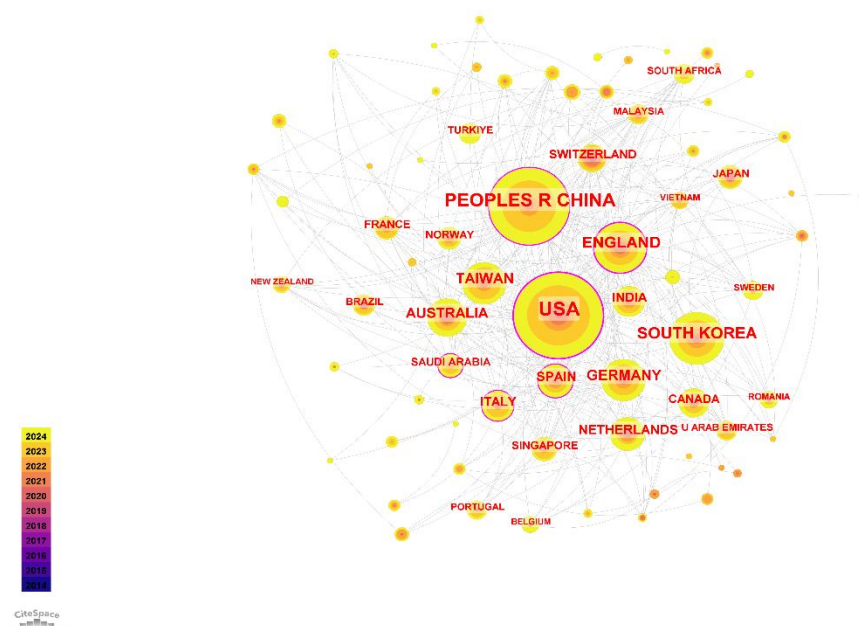 SOUTH AFRICA
MALAYSIA
TURKIYE
SWITZERLAND
JAPAN
PEOPLES R CHINA
VIETNAM
FRANCE
NORWAY
ENGLAND
NEW ZEALAND
TAIWAN
SWEDEN
BRAZIL
AUSTRALIA
USA
INDIA
SOUTH KOREA
SAUDI ARABIA
SPAIN
GERMANY
ITALY
CANADA
ROMANIA
NETHERLANDS
U ARAB EMIRATES
SINGAPORE
PORTUGAL
BELGIUM
2024
2023
2022
2021
2020
2019
2018
2017
2016
2015
2014
CiteSpace